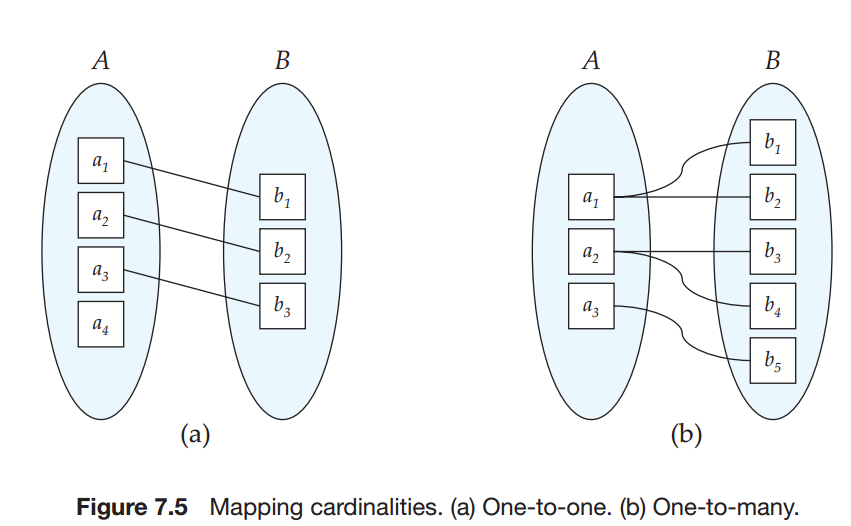 A B A B
a1 b1
a2 b2
a3 b3
a4
a1 b1
a2 b2
a3 b3
b4
b5
(a) (b)
Figure 7.5 Mapping cardinalities. (a) One-to-one. (b) One-to-many.